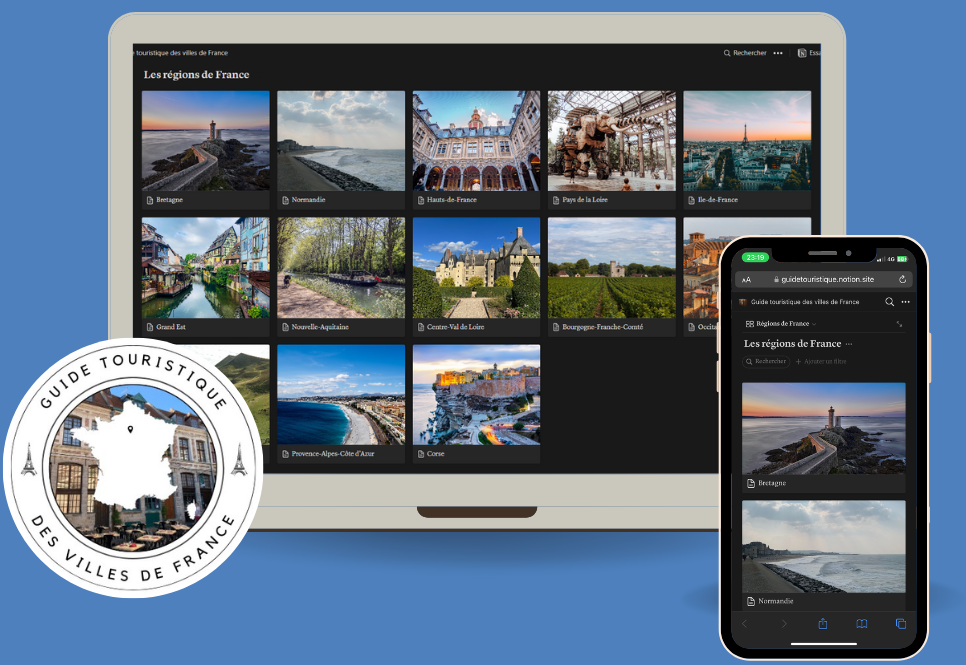 touristique des villes de France
Rechercher
Les régions de France
Bretagne
Normandie
Hauts-de-France
Pays de la Loire
Ile-de-France
Grand Est
Nouvelle-Aquitaine
Centre-Val de Loire
Bourgogne-Franche-Comté
Provence-Alpes-Côte d'Azur
Corse
GUIDE TOURISTIQUE
DES VILLES DE FRANCE
23:19
4G
AA
guidetouristique.notion.site
Guide touristique des villes de France
Régions de France
Les régions de France
Rechercher
+ Ajouter un filtre
Bretagne
Normandie